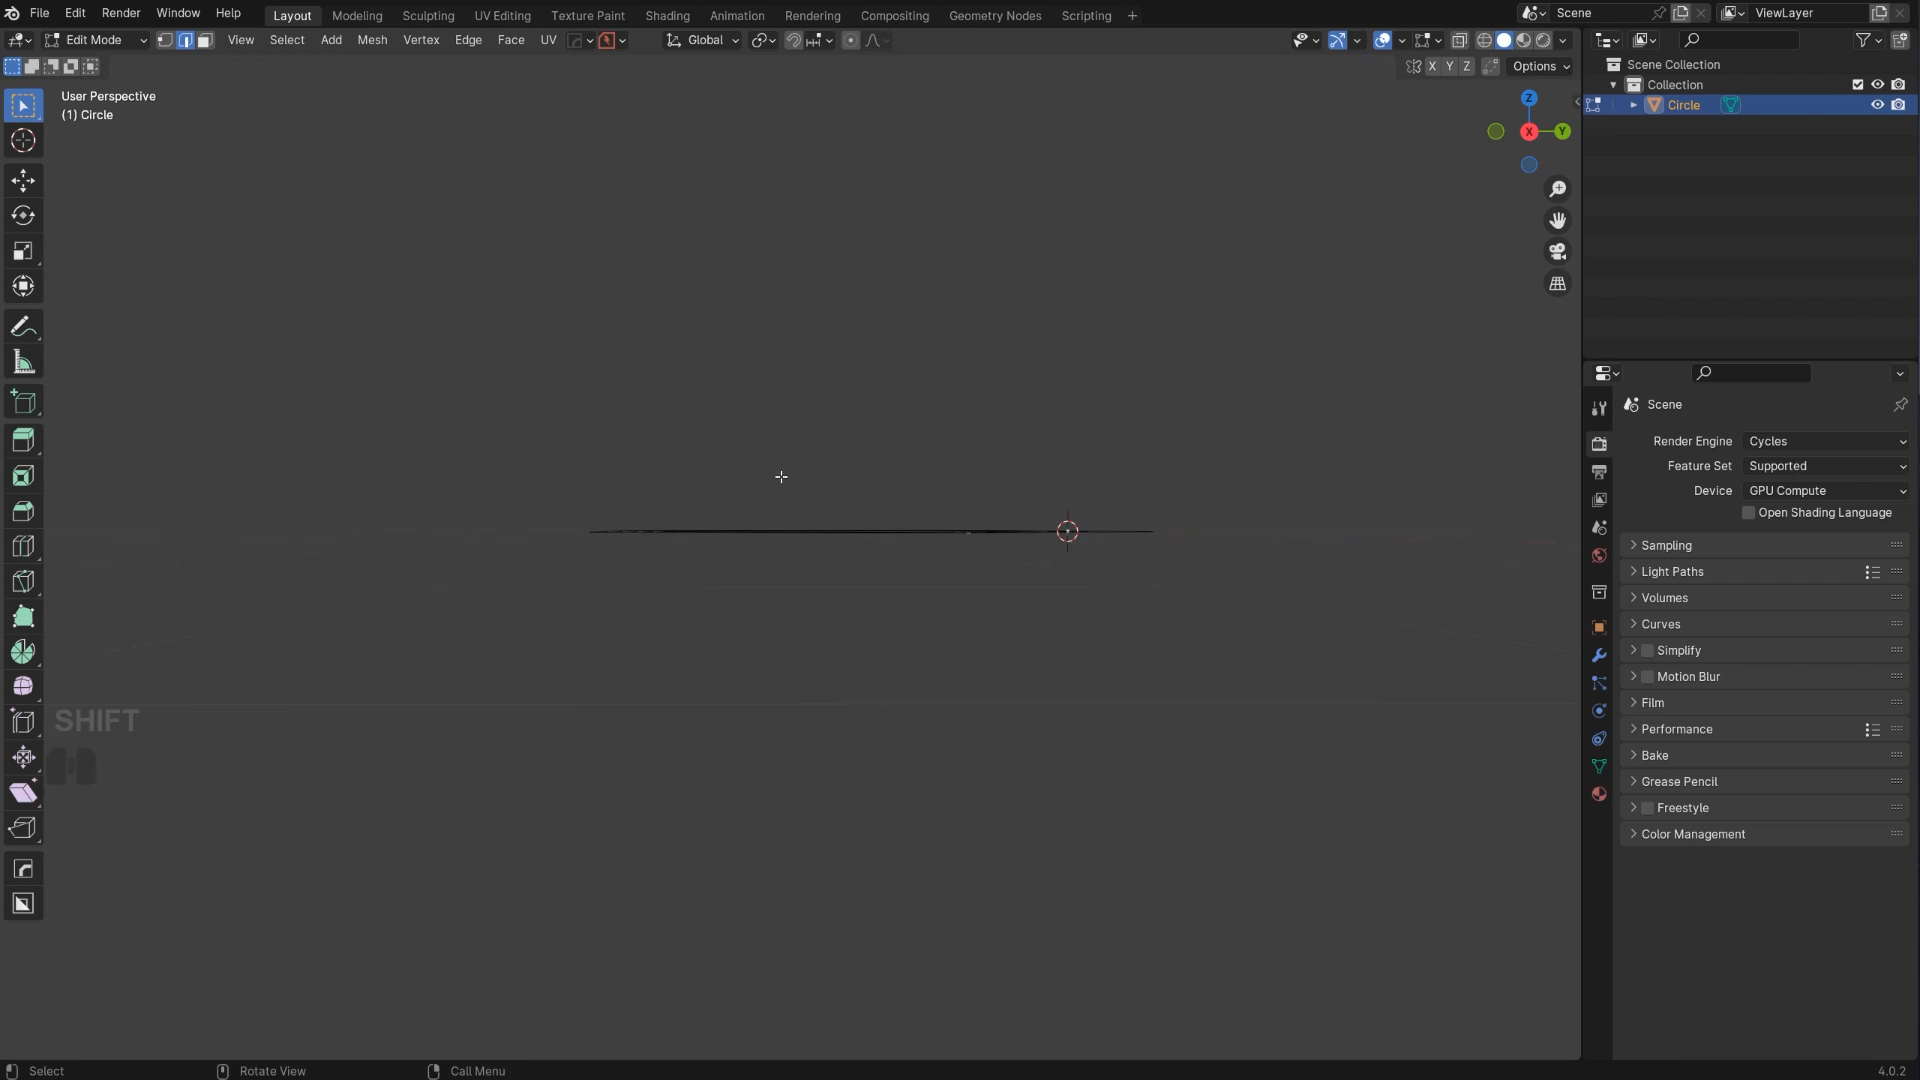 File Edit Render Window Help Layout Modeling Sculpting UV Editing Texture Paint Shading Animation Rendering Compositing Geometry Nodes Scripting + Scene ViewLayer
Edit Mode View Select Add Mesh Vertex Edge Face UV Global
X Y Z Options
User Perspective
(1) Circle
Z
X Y
Scene Collection
Collection
Circle
Scene
Render Engine Cycles
Feature Set Supported
Device GPU Compute
Open Shading Language
Sampling
Light Paths
Volumes
Curves
Simplify
Motion Blur
Film
Performance
Bake
Grease Pencil
Freestyle
Color Management
SHIFT
Select Rotate View Call Menu 4.0.2